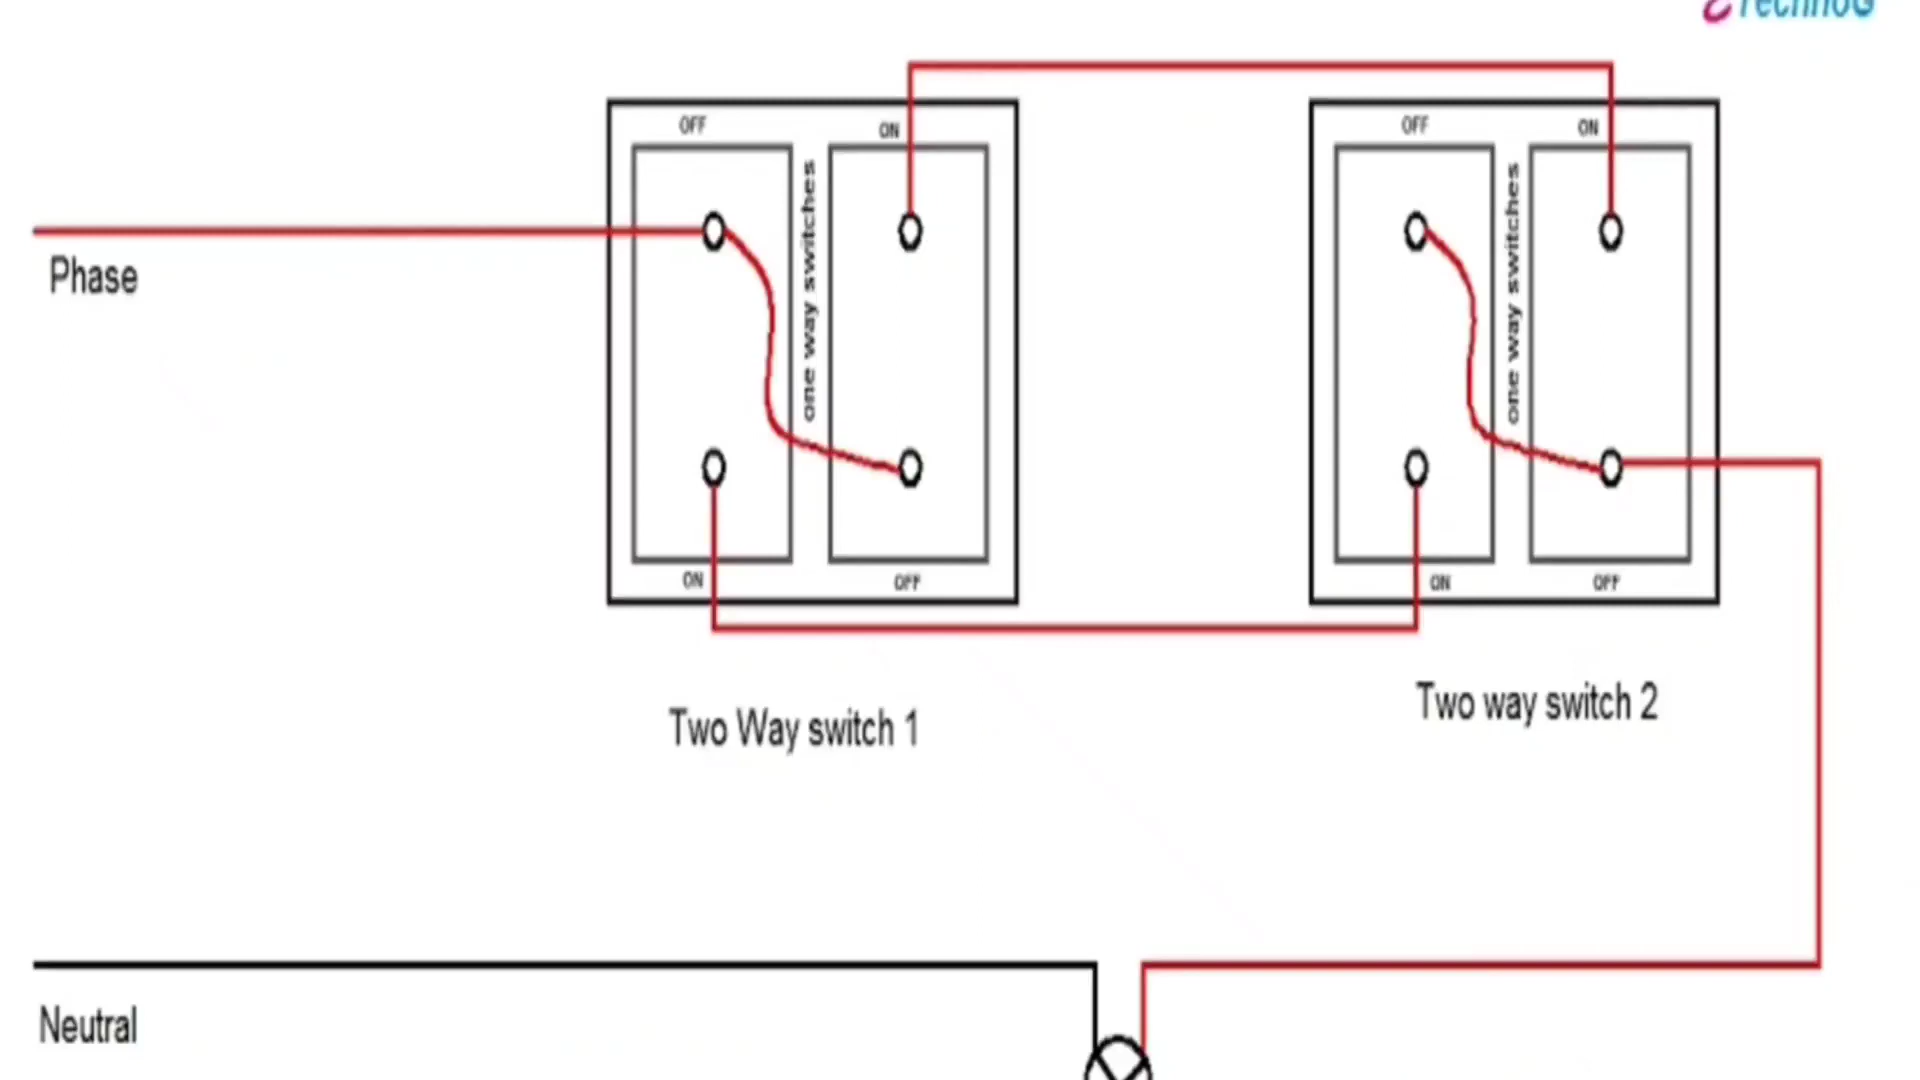 eTechnoG
OFF
ON
OFF
ON
one way switches
one way switches
Phase
ON
OFF
ON
OFF
Two Way switch 1
Two way switch 2
Neutral